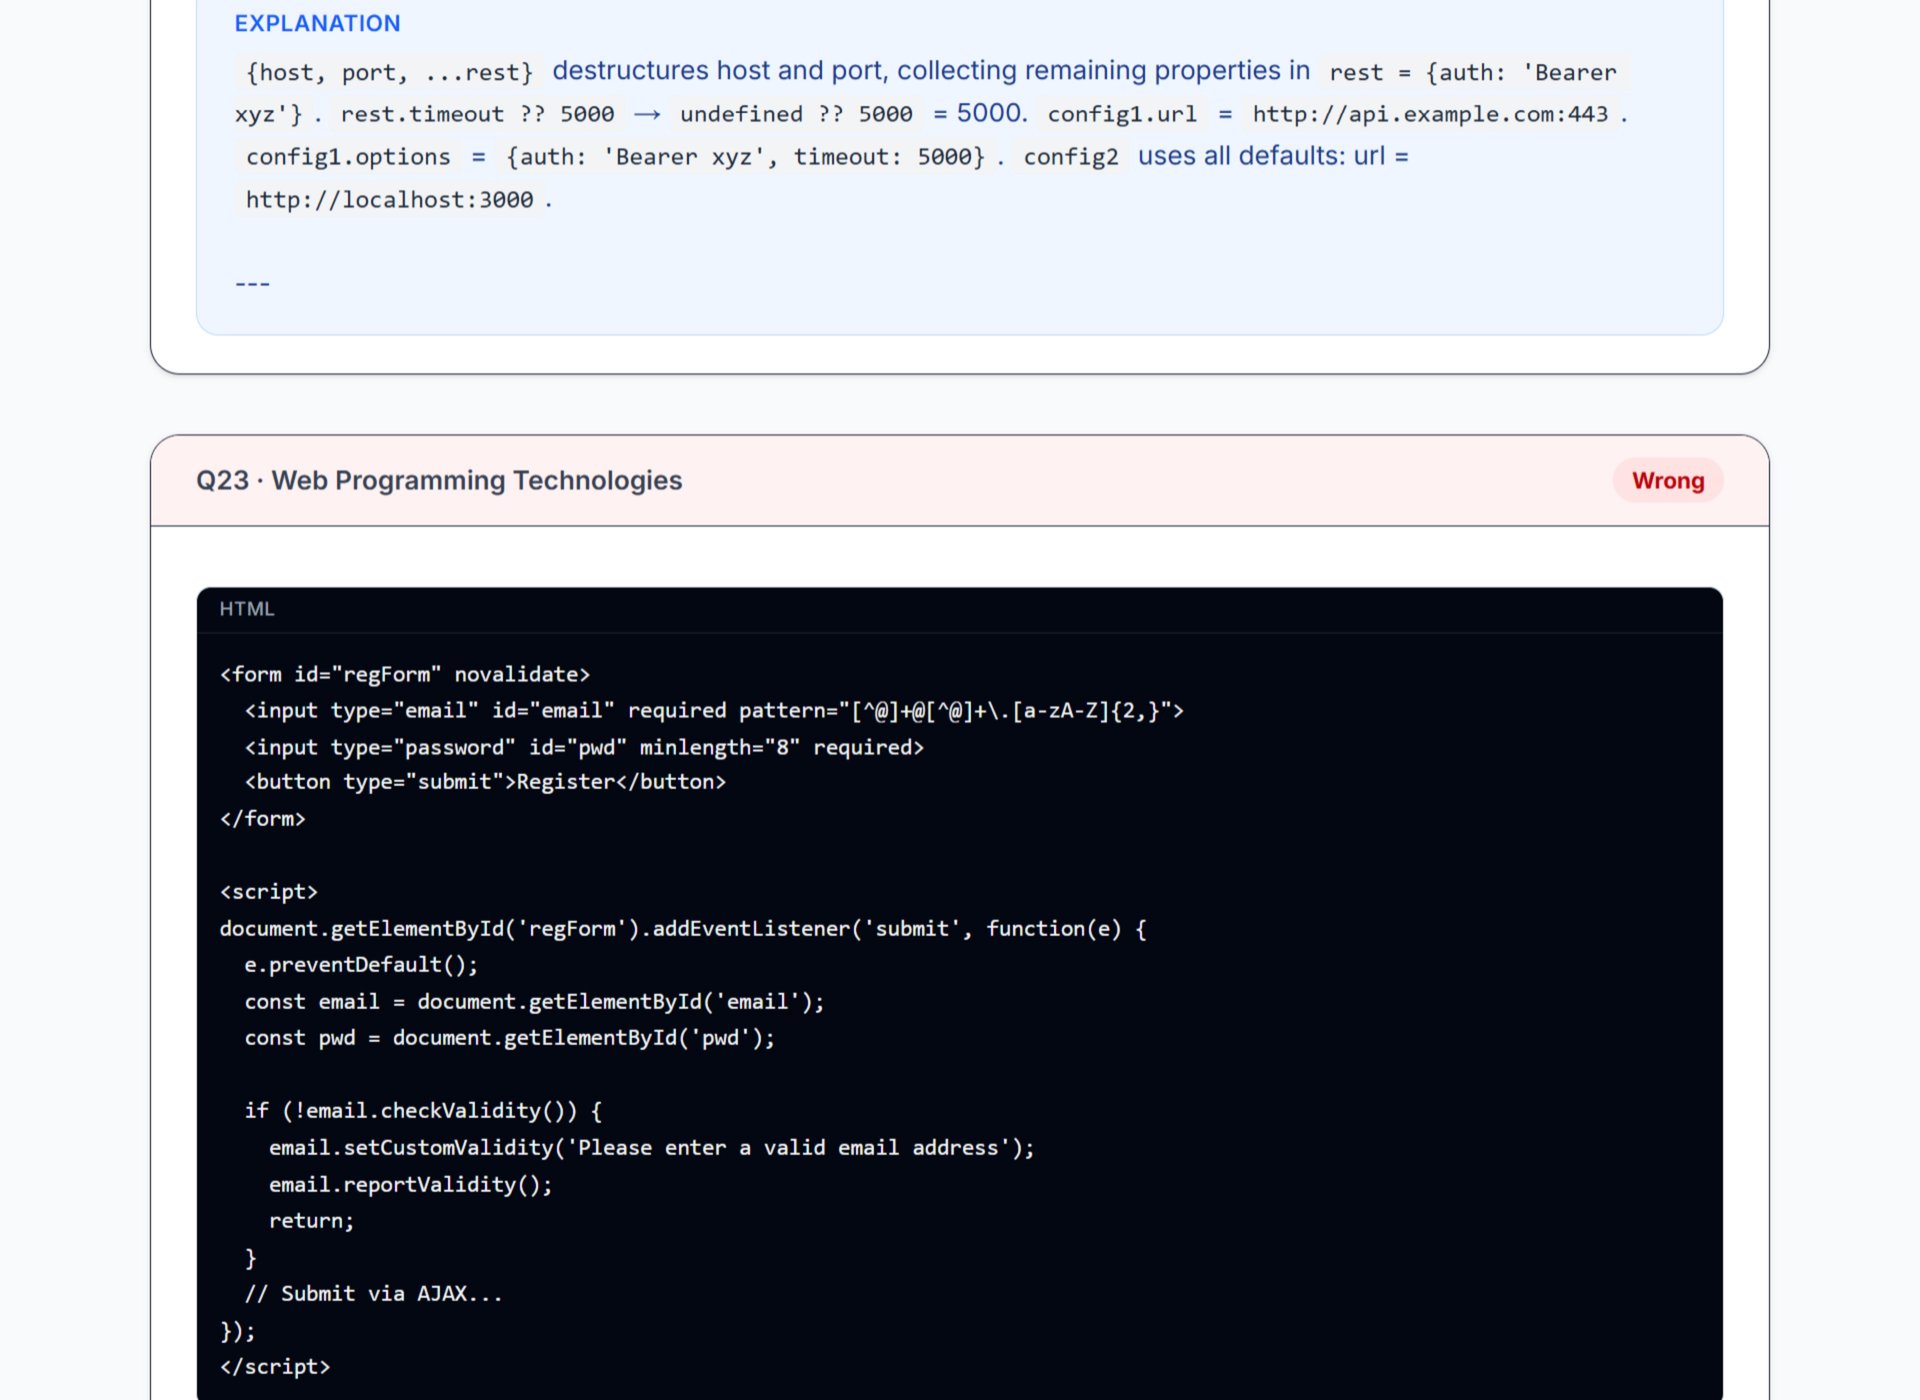 EXPLANATION
{host, port, ...rest} destructures host and port, collecting remaining properties in rest = {auth: 'Bearer
xyz'} . rest.timeout ?? 5000 → undefined ?? 5000 = 5000. config1.url = http://api.example.com:443 .
config1.options = {auth: 'Bearer xyz', timeout: 5000} . config2 uses all defaults: url =
http://localhost:3000 .
---
Q23 · Web Programming Technologies
Wrong
HTML
<form id="regForm" novalidate>
  <input type="email" id="email" required pattern="[^@]+@[^@]+\.[a-zA-Z]{2,}">
  <input type="password" id="pwd" minlength="8" required>
  <button type="submit">Register</button>
</form>
<script>
document.getElementById('regForm').addEventListener('submit', function(e) {
  e.preventDefault();
  const email = document.getElementById('email');
  const pwd = document.getElementById('pwd');
  if (!email.checkValidity()) {
    email.setCustomValidity('Please enter a valid email address');
    email.reportValidity();
    return;
  }
  // Submit via AJAX...
});
</script>